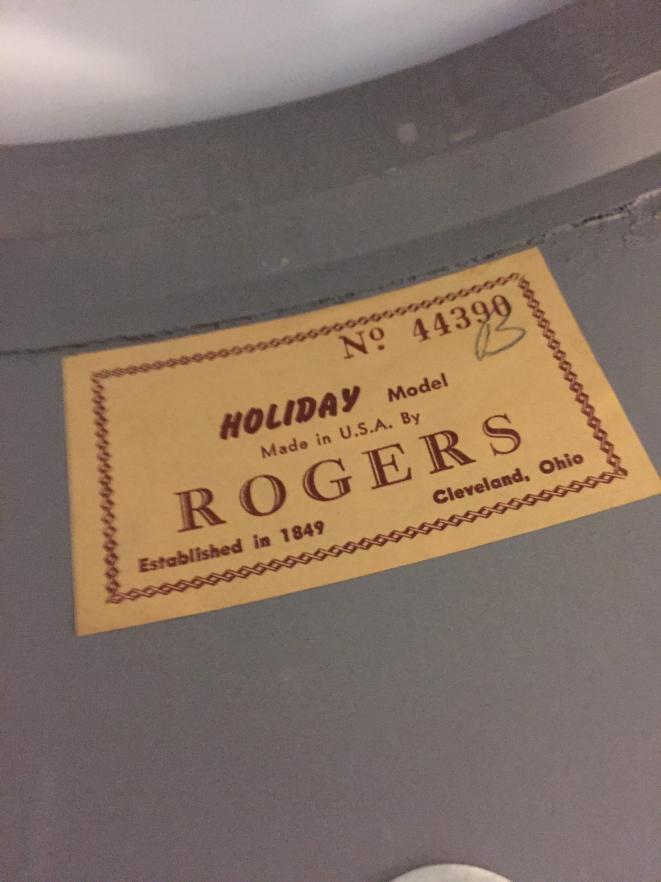 Nº 44390
B
HOLIDAY Model
Made in U.S.A. By
ROGERS
Established in 1849 Cleveland, Ohio